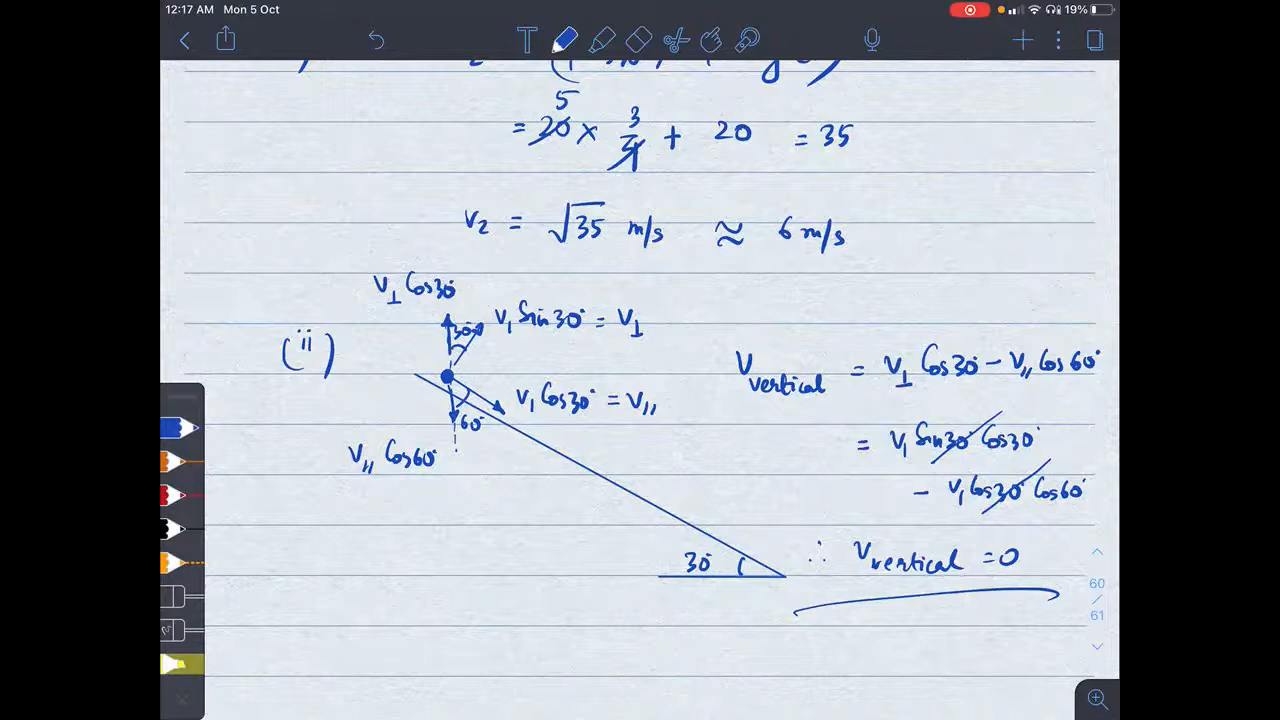 12:17 AM Mon 5 Oct
19%
5
= 20 × 3/4 + 20 = 35
v2 = √35 m/s ≈ 6 m/s
V⊥ Cos30°
30°
V1 Sin30° = V⊥
(ii)
V1 Cos30° = V∥
60°
V∥ Cos60°
30°
Vvertical = V⊥ Cos30° − V∥ Cos60°
= V1 Sin30° Cos30°
− V1 Cos30° Cos60°
∴ Vvertical = 0
60
/
61